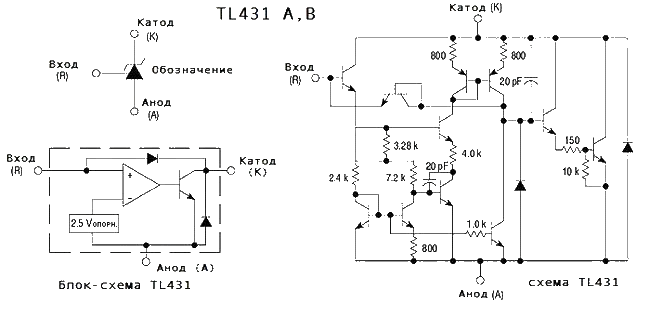 TL431 A,B
Катод
(K)
Вход
(R)
Обозначение
Анод
(A)
Вход
(R)
Катод
(K)
+
−
2.5 Vопорн.
Анод (A)
Блок-схема TL431
Катод (K)
Вход
(R)
800
800
20 pF
3.28 k
4.0 k
2.4 k
7.2 k
20 pF
150
10 k
1.0 k
800
Анод (A)
схема TL431